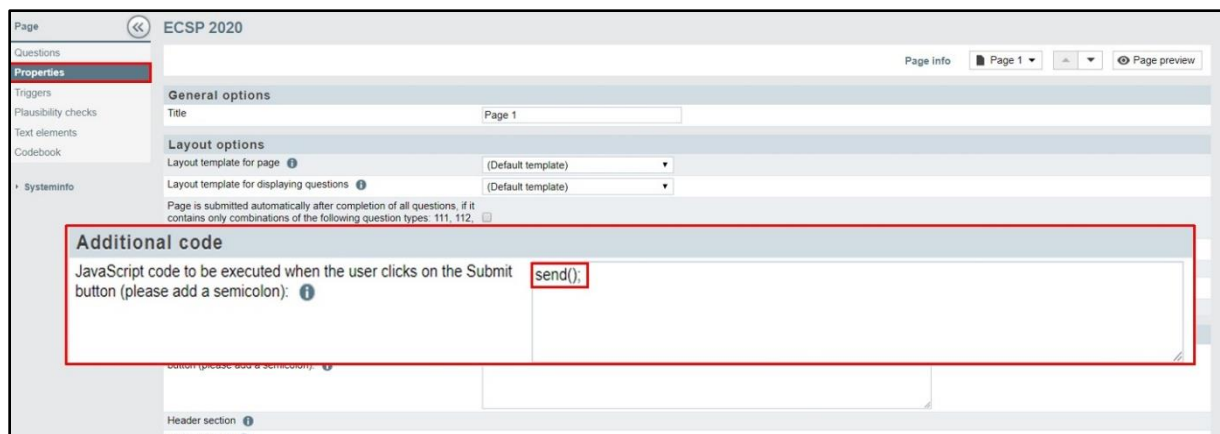 Page
ECSP 2020
Questions
Properties
Triggers
Plausibility checks
Text elements
Codebook
Systeminfo
Page info
Page 1
Page preview
General options
Title
Page 1
Layout options
Layout template for page
(Default template)
Layout template for displaying questions
(Default template)
Page is submitted automatically after completion of all questions, if it
contains only combinations of the following question types: 111, 112,
Additional code
JavaScript code to be executed when the user clicks on the Submit
button (please add a semicolon):
send();
button (please add a semicolon):
Header section